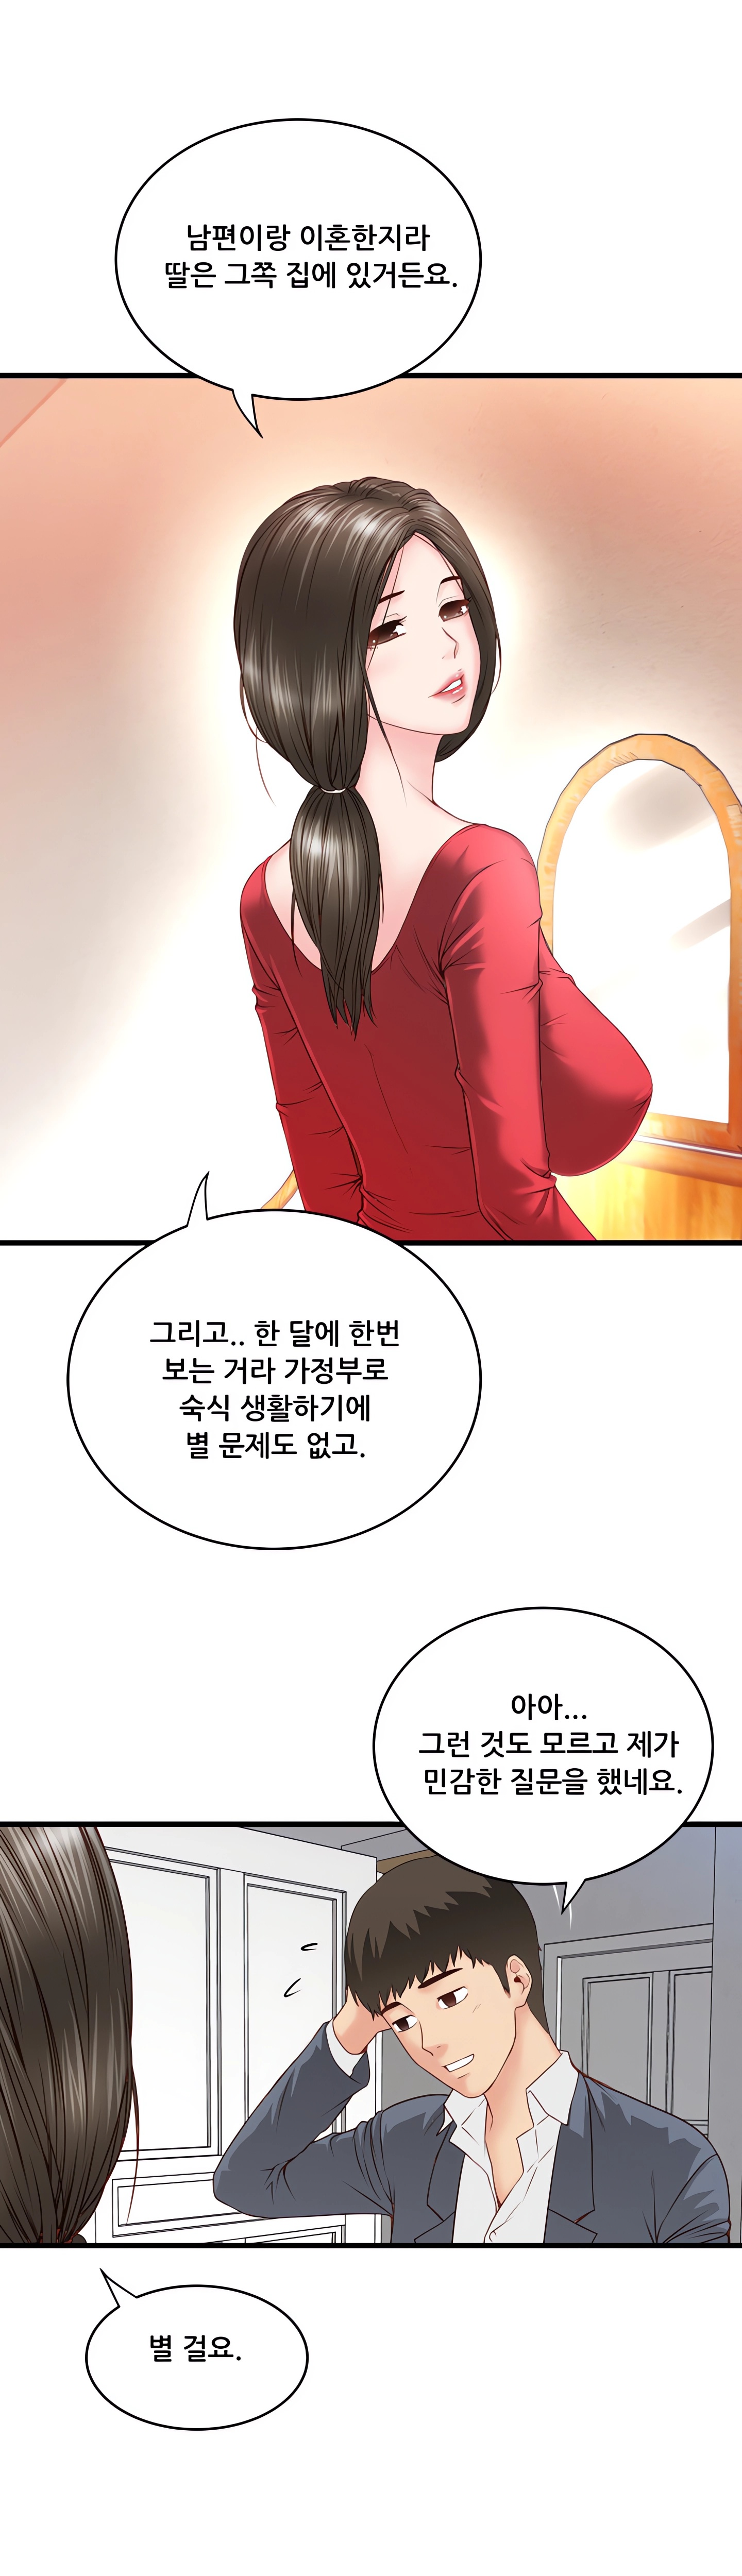 남편이랑 이혼한지라
딸은 그쪽 집에 있거든요.
그리고.. 한 달에 한번
보는 거라 가정부로
숙식 생활하기에
별 문제도 없고.
아아...
그런 것도 모르고 제가
민감한 질문을 했네요.
별 걸요.